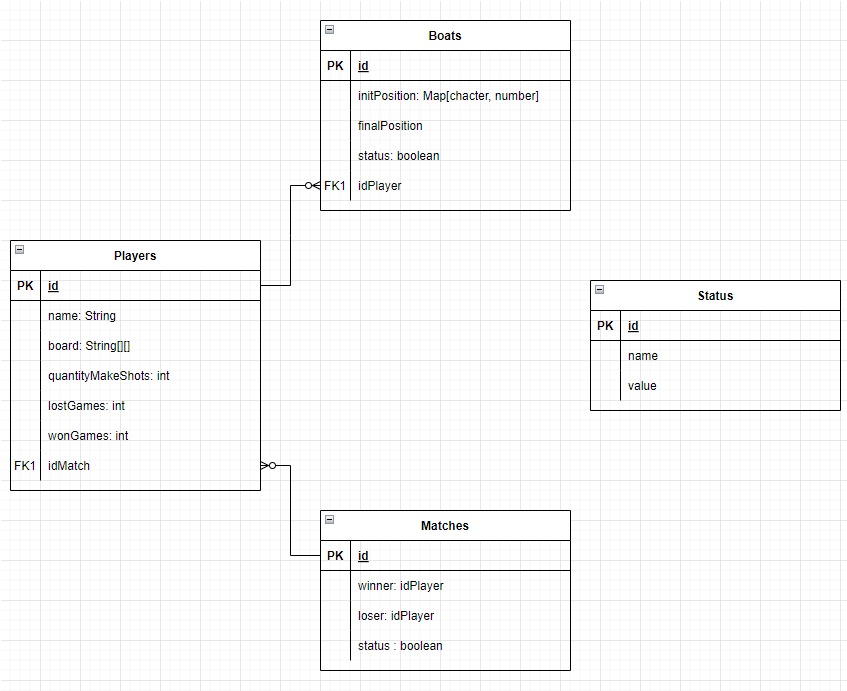 Boats
PK id
initPosition: Map[chacter, number]
finalPosition
status: boolean
FK1 idPlayer
Players
PK id
name: String
board: String[][]
quantityMakeShots: int
lostGames: int
wonGames: int
FK1 idMatch
Status
PK id
name
value
Matches
PK id
winner: idPlayer
loser: idPlayer
status : boolean